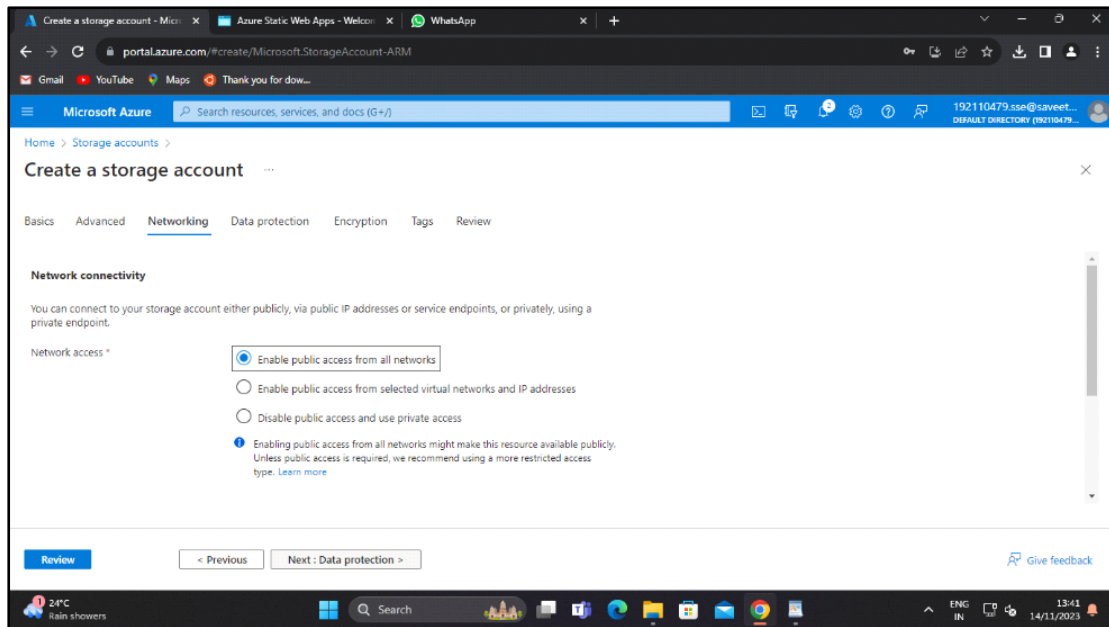 Create a storage account - Micr
Azure Static Web Apps - Welcom
WhatsApp
portal.azure.com/#create/Microsoft.StorageAccount-ARM
Gmail
YouTube
Maps
Thank you for dow...
Microsoft Azure
Search resources, services, and docs (G+/)
2
192110479.sse@saveet...
DEFAULT DIRECTORY (192110479...
Home > Storage accounts >
Create a storage account ...
Basics
Advanced
Networking
Data protection
Encryption
Tags
Review
Network connectivity
You can connect to your storage account either publicly, via public IP addresses or service endpoints, or privately, using a
private endpoint.
Network access *
Enable public access from all networks
Enable public access from selected virtual networks and IP addresses
Disable public access and use private access
Enabling public access from all networks might make this resource available publicly.
Unless public access is required, we recommend using a more restricted access
type. Learn more
Review
< Previous
Next : Data protection >
Give feedback
1
24°C
Rain showers
Search
ENG
IN
13:41
14/11/2023